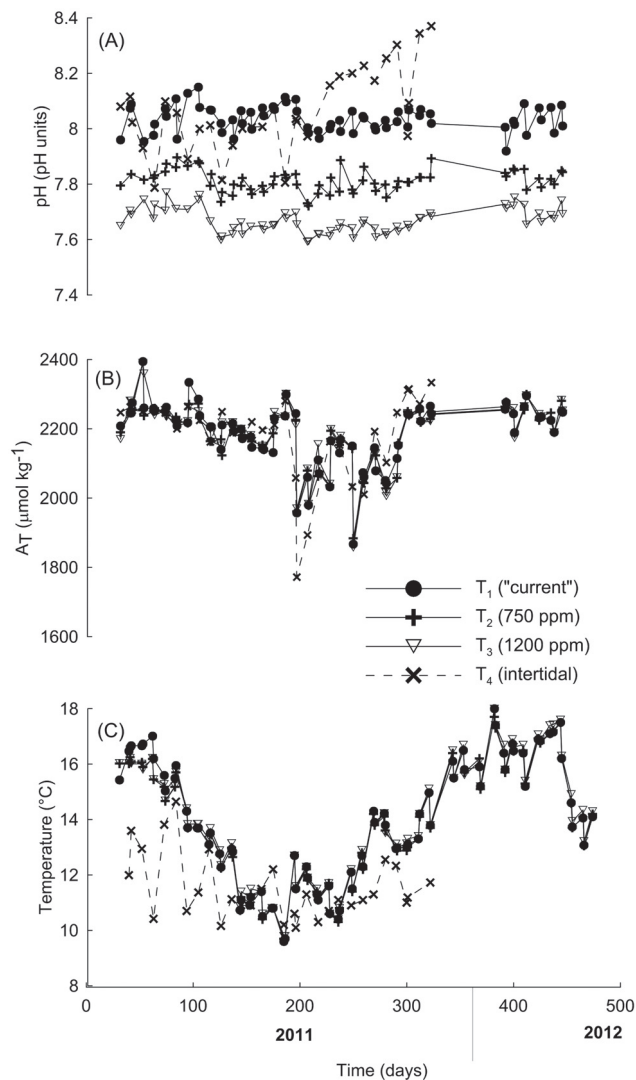 8.4
(A)
8.2
8
7.8
7.6
7.4
pH (pH units)
2400
(B)
2200
2000
1800
1600
AT (μmol kg-1)
T1 ("current")
T2 (750 ppm)
T3 (1200 ppm)
T4 (intertidal)
18
(C)
16
14
12
10
8
Temperature (°C)
0 100 200 300 400 500
2011 2012
Time (days)